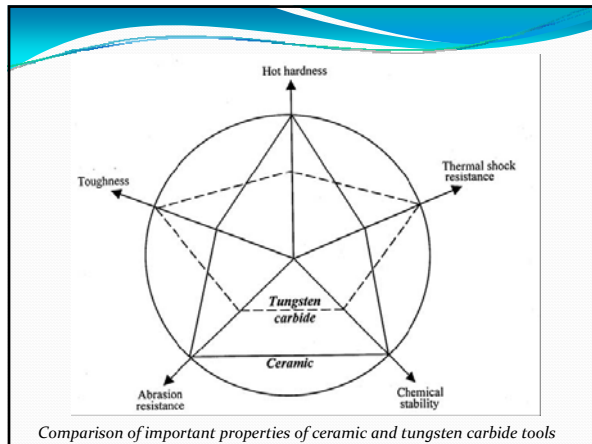 Hot hardness
Thermal shock
resistance
Toughness
Tungsten
carbide
Ceramic
Abrasion
resistance
Chemical
stability
Comparison of important properties of ceramic and tungsten carbide tools